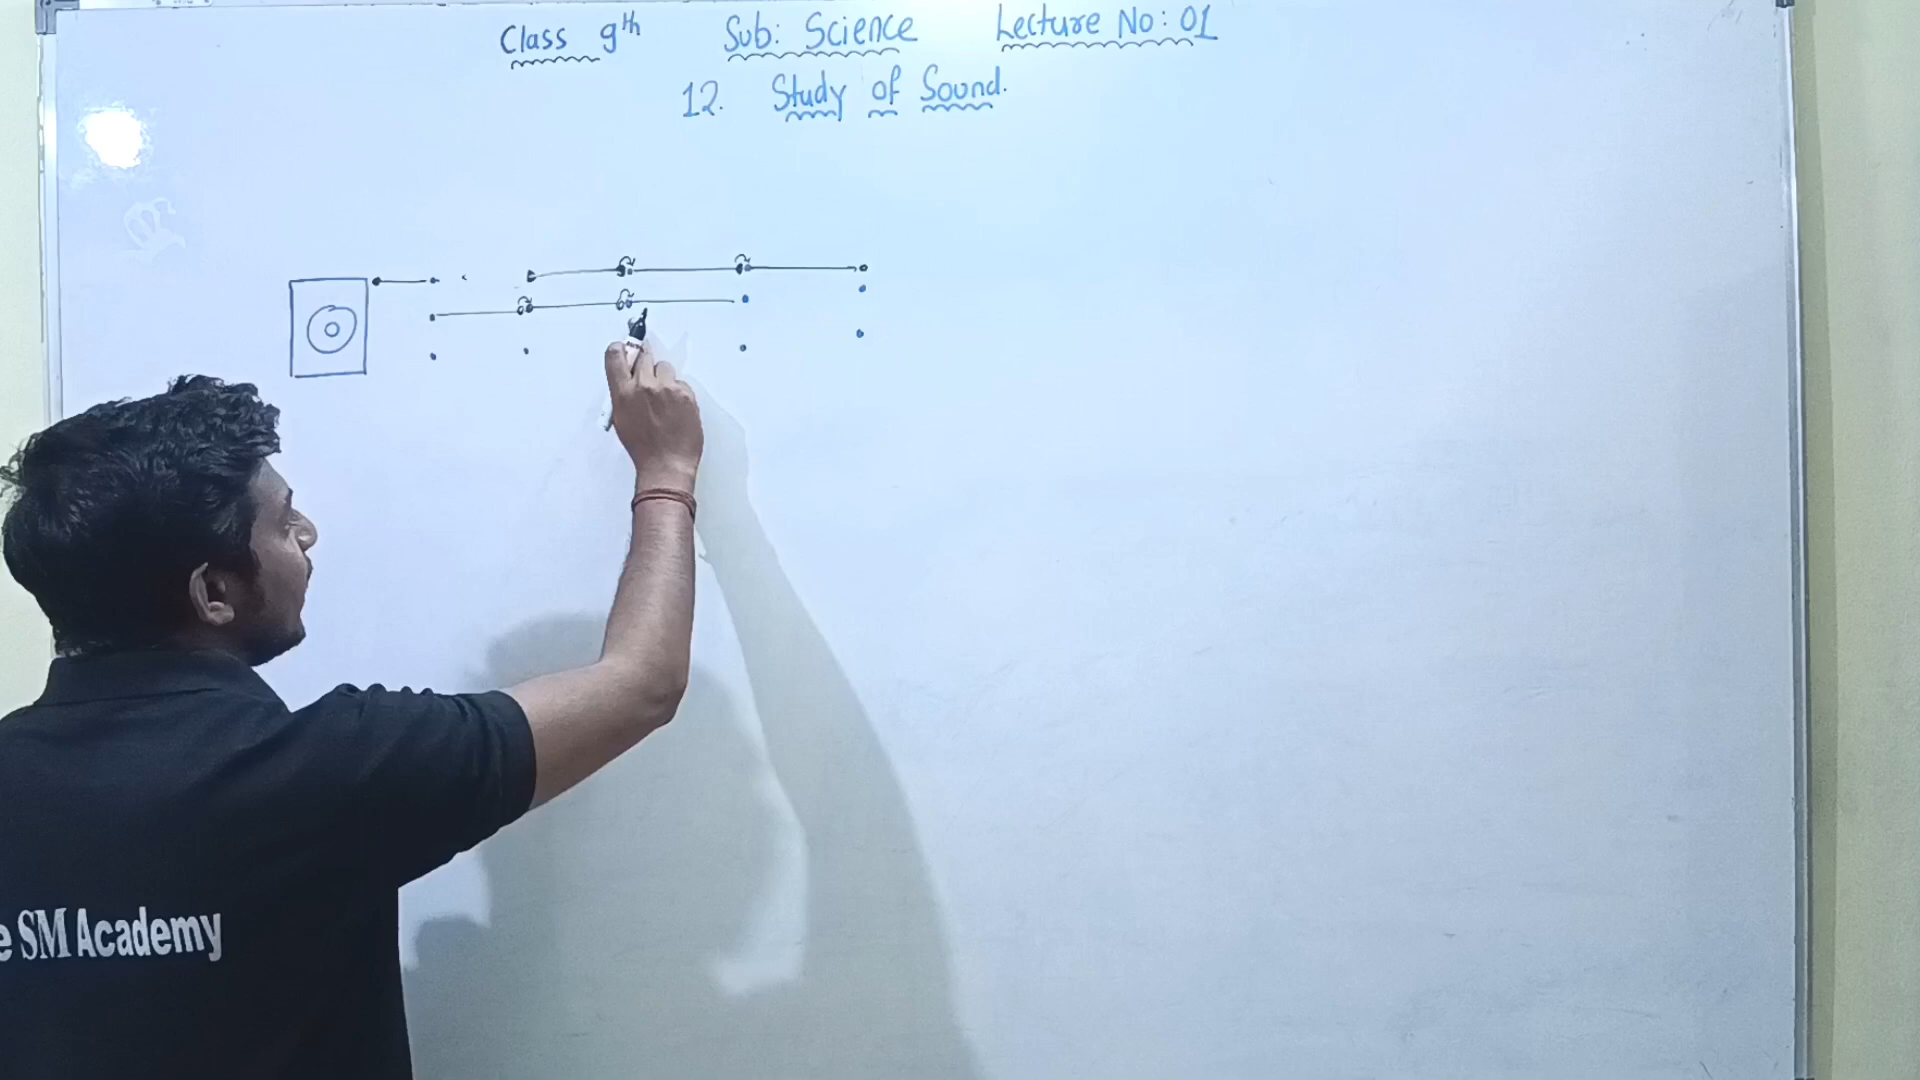 Class 9th Sub: Science Lecture No: 01
12. Study of Sound.
e SM Academy